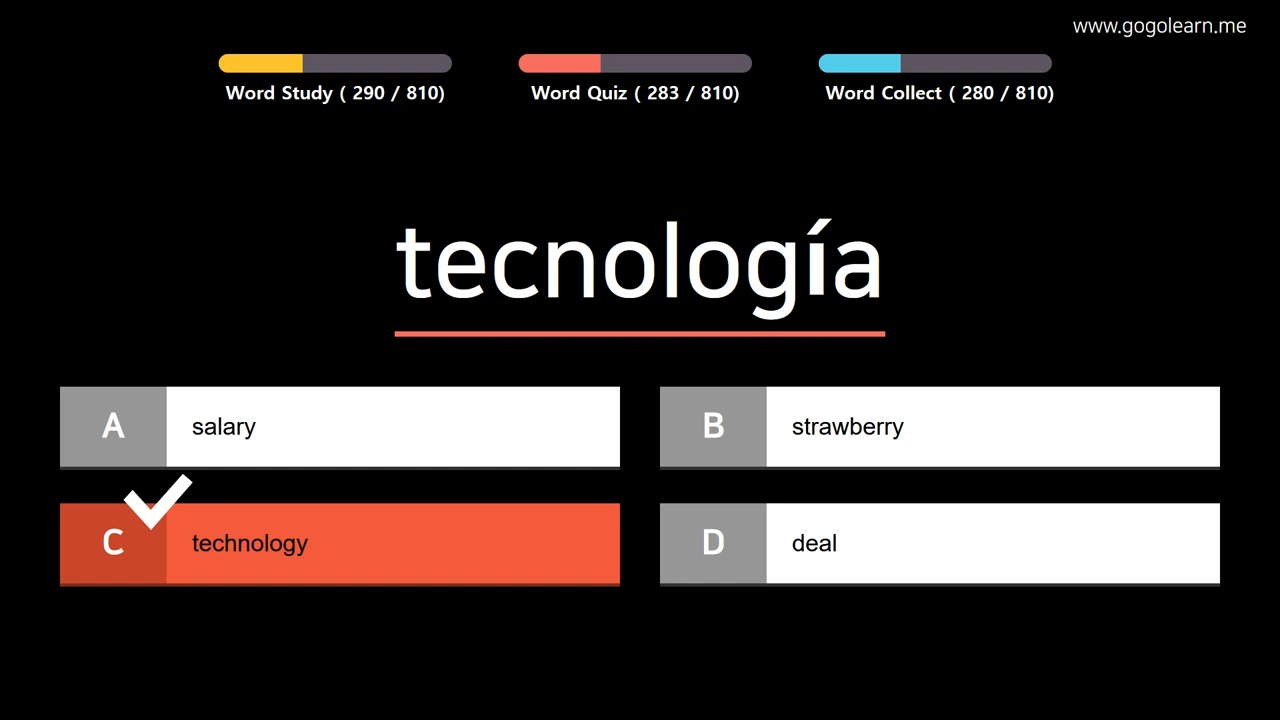 www.gogolearn.me
Word Study ( 290 / 810)
Word Quiz ( 283 / 810)
Word Collect ( 280 / 810)
tecnología
A salary
B strawberry
C technology
D deal